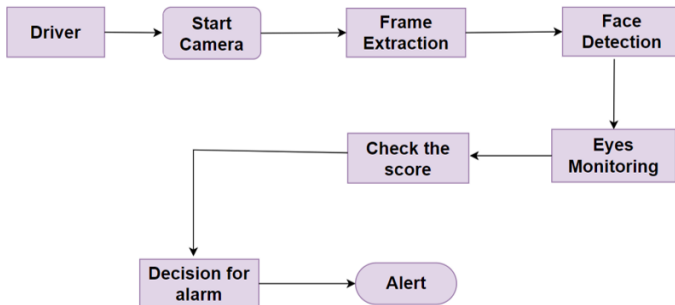 Driver
Start
Camera
Frame
Extraction
Face
Detection
Eyes
Monitoring
Check the
score
Decision for
alarm
Alert